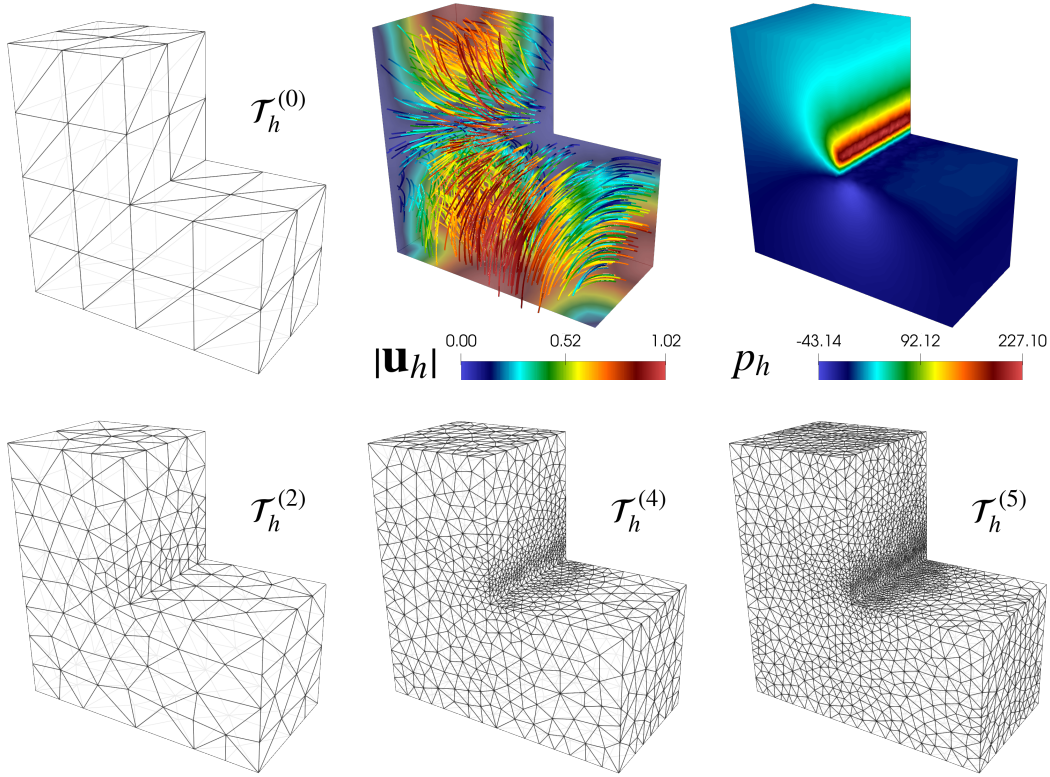 𝒯ₕ⁽⁰⁾
|𝐮ₕ| 0.00 0.52 1.02
pₕ -43.14 92.12 227.10
𝒯ₕ⁽²⁾
𝒯ₕ⁽⁴⁾
𝒯ₕ⁽⁵⁾